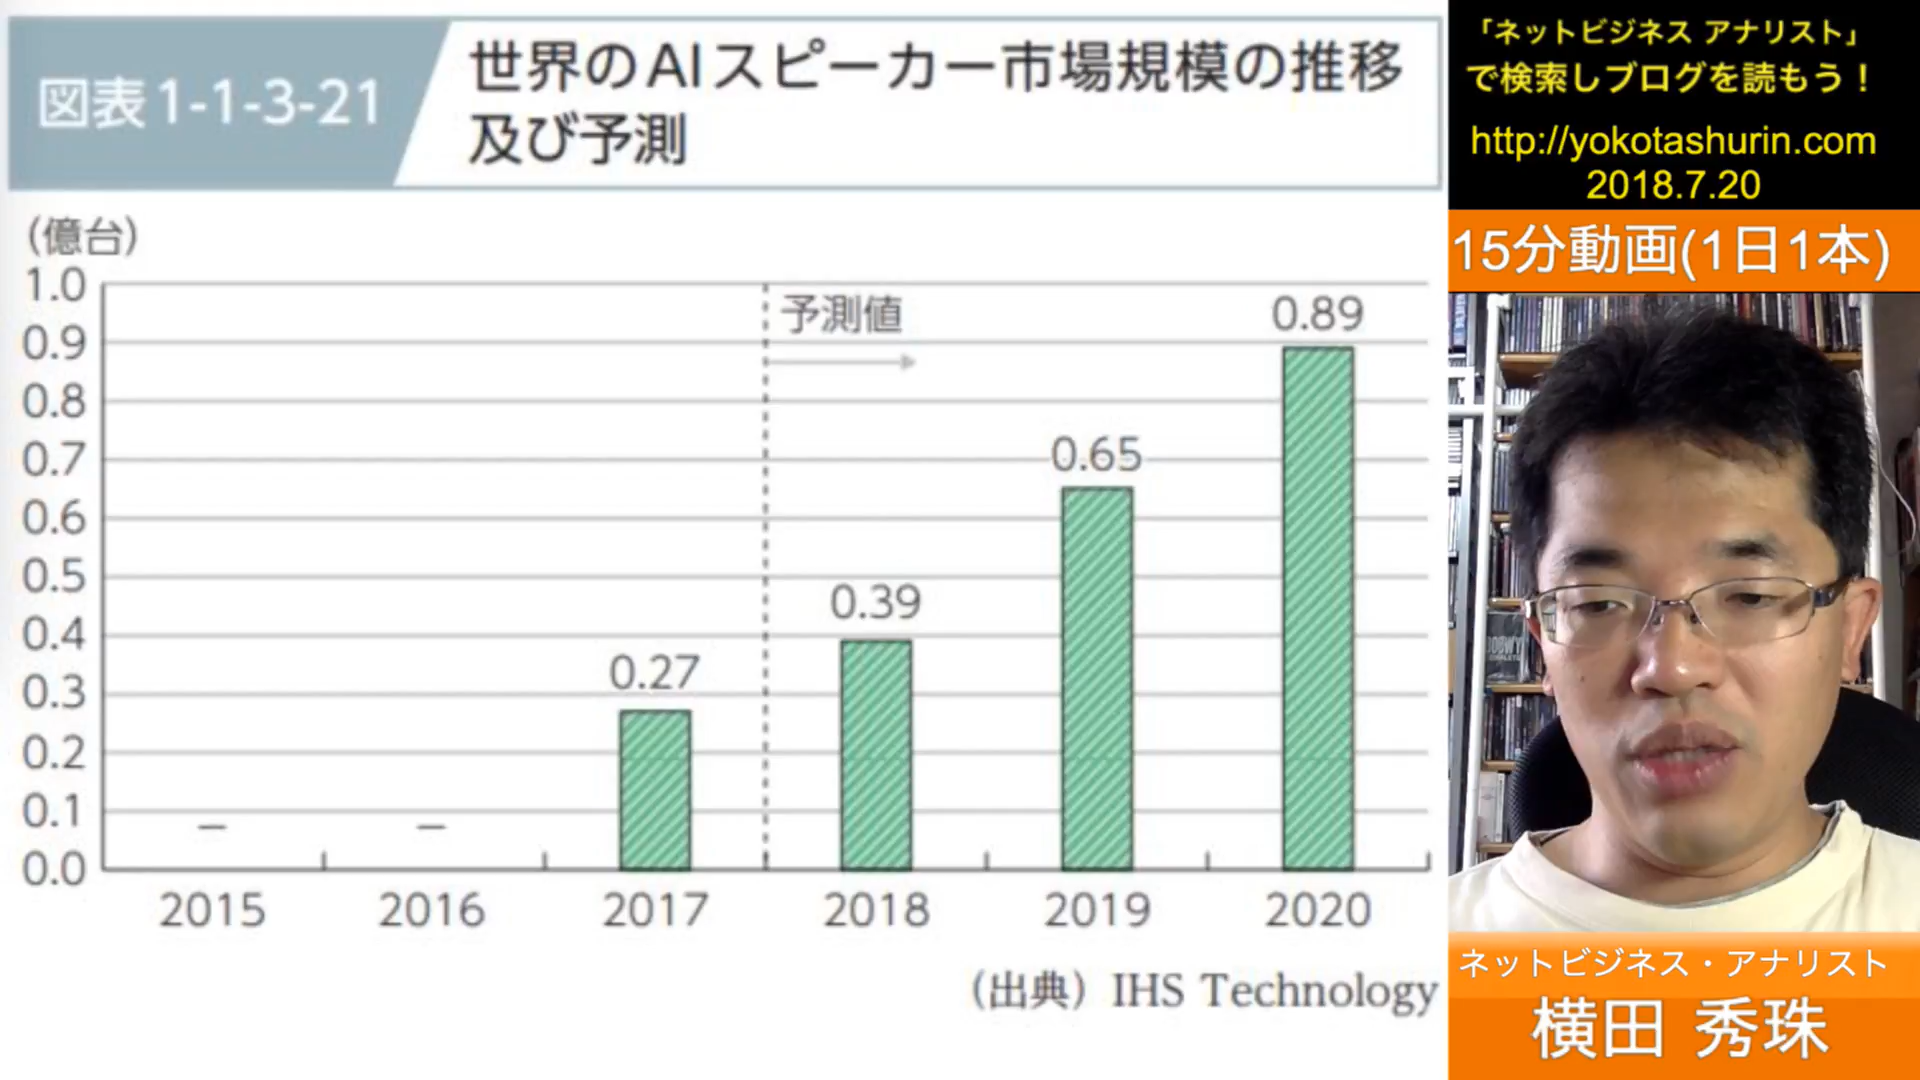 図表1-1-3-21
世界のAIスピーカー市場規模の推移
及び予測
（億台）
1.0
0.9
0.8
0.7
0.6
0.5
0.4
0.3
0.2
0.1
0.0
予測値
–
–
0.27
0.39
0.65
0.89
2015
2016
2017
2018
2019
2020
（出典）IHS Technology
「ネットビジネス アナリスト」
で検索しブログを読もう！
http://yokotashurin.com
2018.7.20
15分動画(1日1本)
BOØWY
ネットビジネス・アナリスト
横田 秀珠